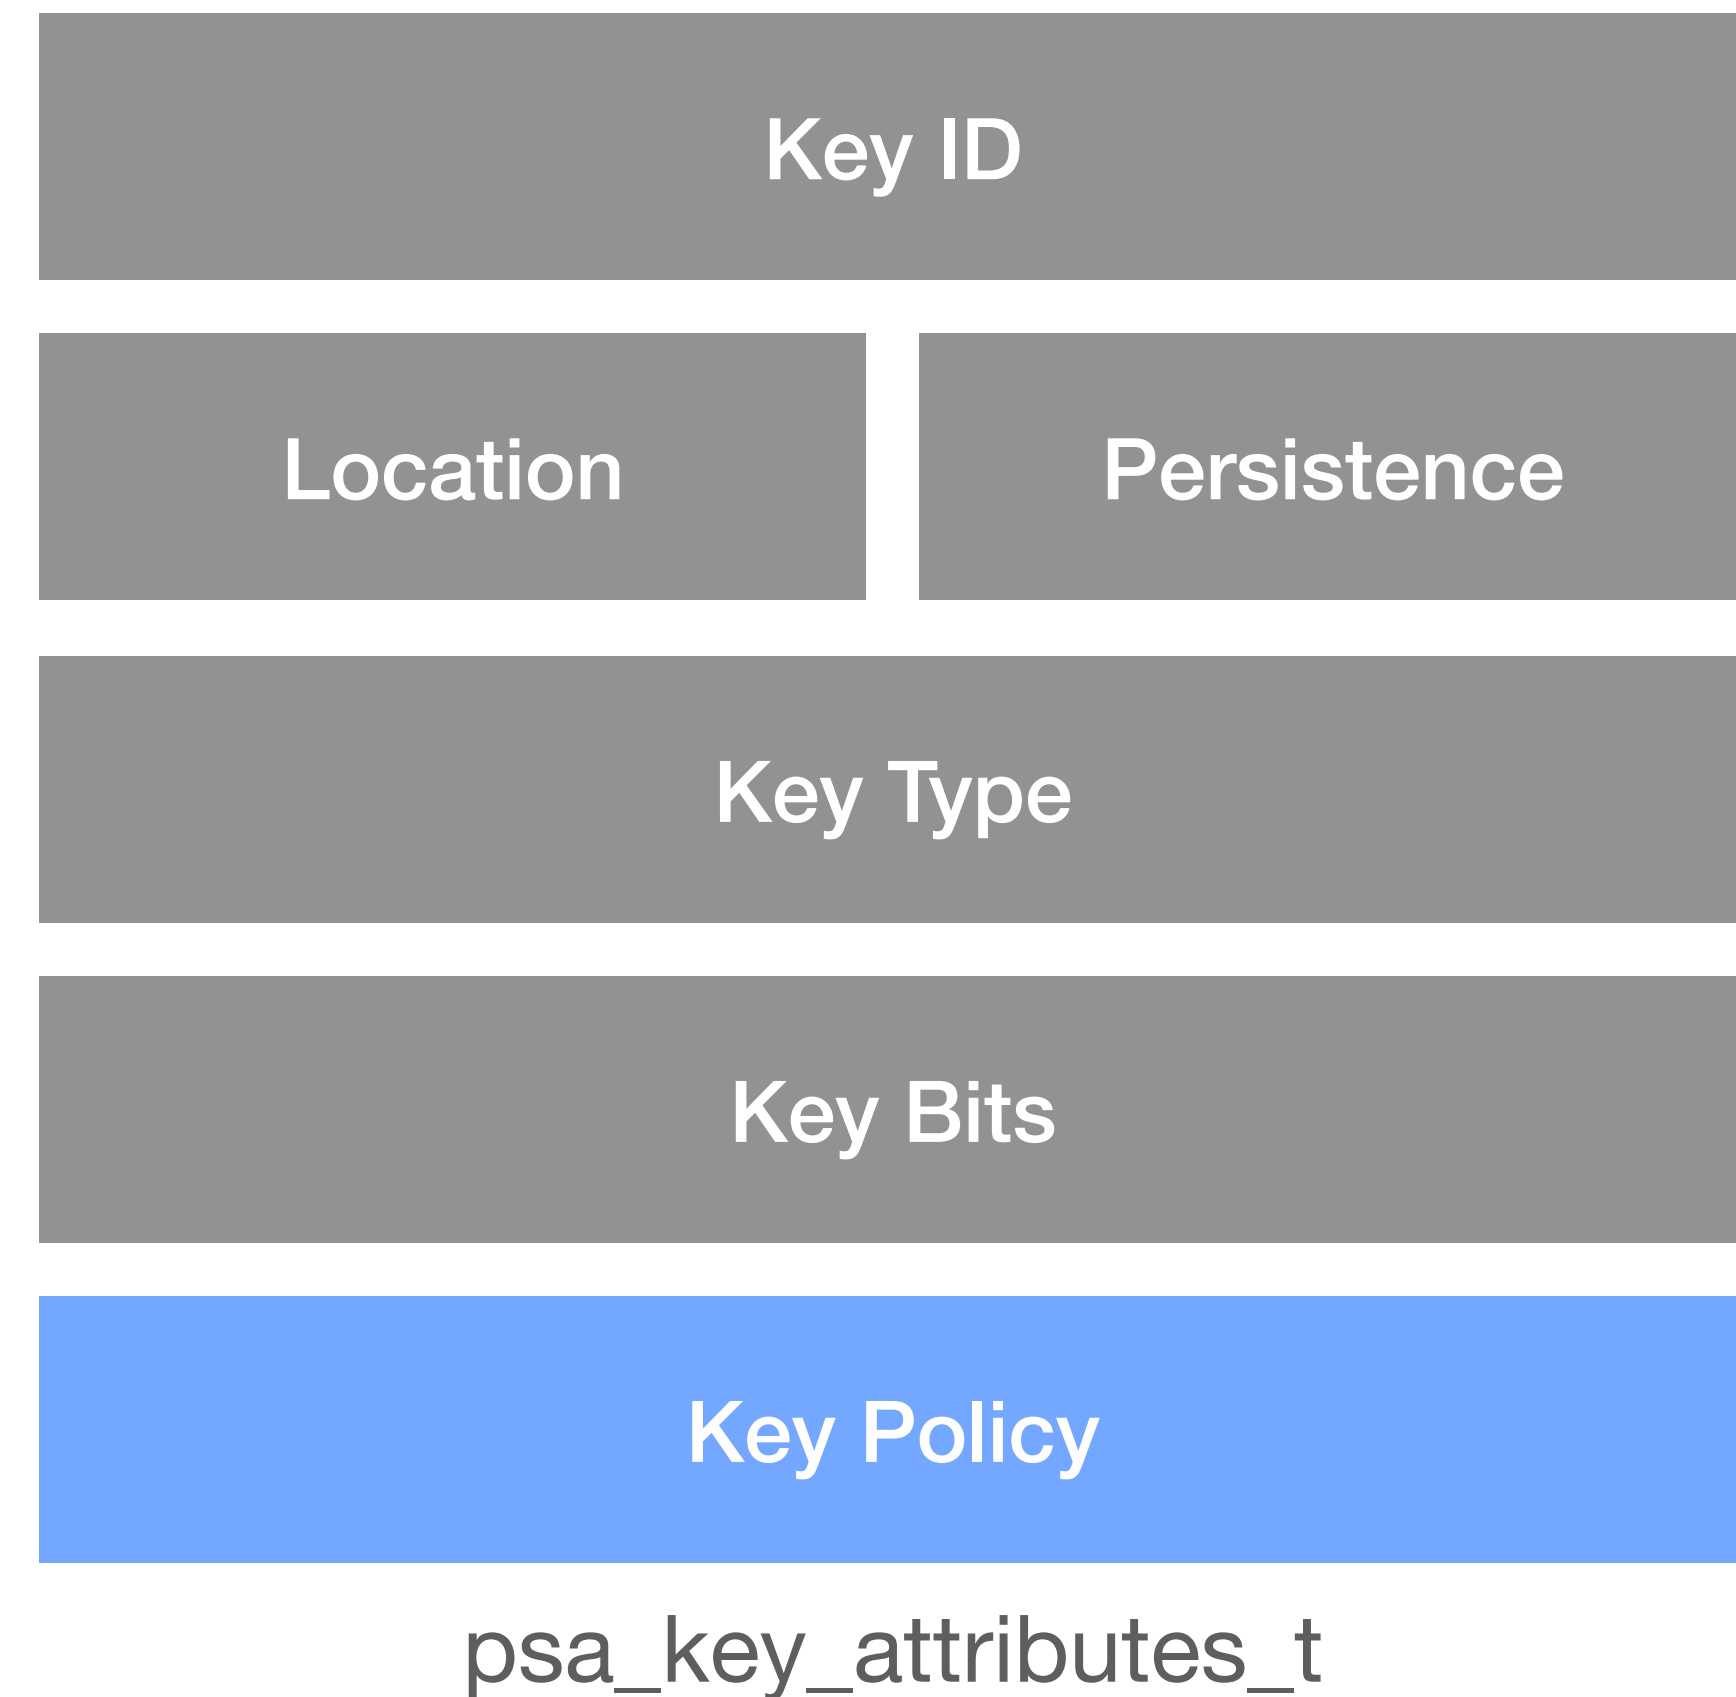 Key ID
Location Persistence
Key Type
Key Bits
Key Policy
psa_key_attributes_t